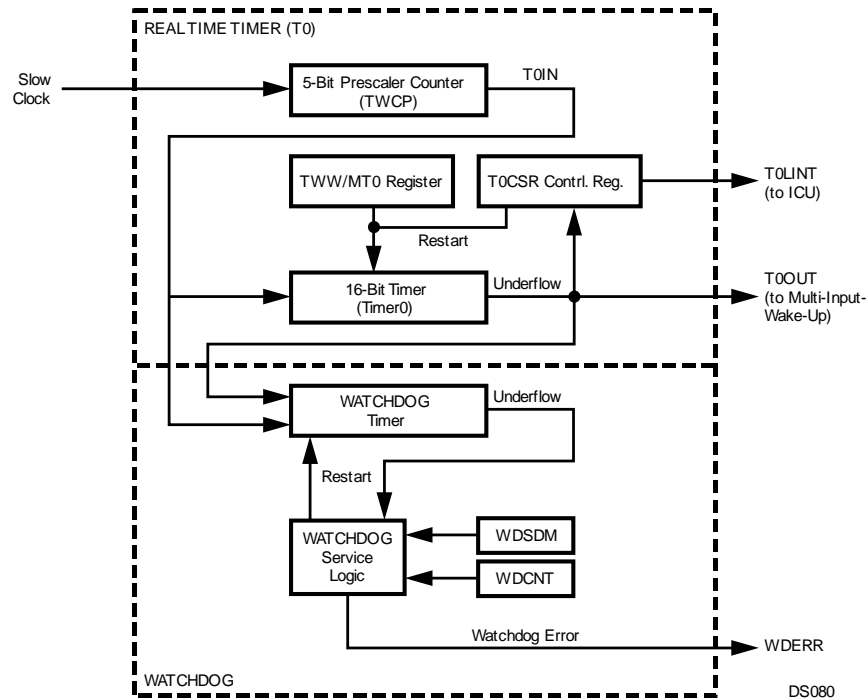 REAL TIME TIMER (T0)
Slow
Clock
5-Bit Prescaler Counter
(TWCP)
T0IN
TWW/MT0 Register
T0CSR Contrl. Reg.
T0LINT
(to ICU)
Restart
16-Bit Timer
(Timer0)
Underflow
T0OUT
(to Multi-Input-
Wake-Up)
WATCHDOG
Timer
Underflow
Restart
WATCHDOG
Service
Logic
WDSDM
WDCNT
Watchdog Error
WDERR
WATCHDOG
DS080